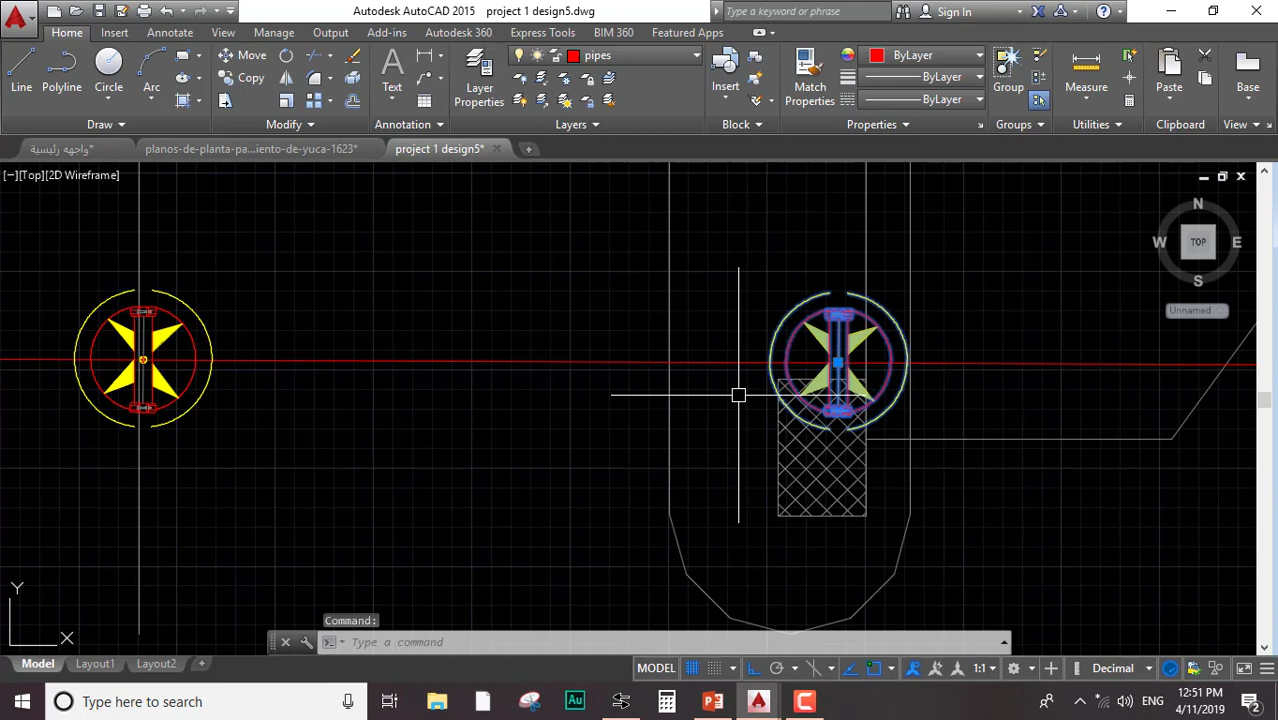 Autodesk AutoCAD 2015 project 1 design5.dwg
Type a keyword or phrase
Sign In
Home Insert Annotate View Manage Output Add-ins Autodesk 360 Express Tools BIM 360 Featured Apps
Move
pipes
ByLayer
Copy
ByLayer
Line Polyline Circle Arc
Text
Layer Properties
Insert
Match Properties
ByLayer
Group
Measure
Paste
Base
Draw Modify Annotation Layers Block Properties Groups Utilities Clipboard View
واجهه رئيسية*
planos-de-planta-pa...iento-de-yuca-1623*
project 1 design5*
[−][Top][2D Wireframe]
N
W TOP E
S
Unnamed
Y
X
Command:
Type a command
Model Layout1 Layout2
MODEL
1:1
Decimal
Type here to search
Au
ENG
12:51 PM
4/11/2019
2